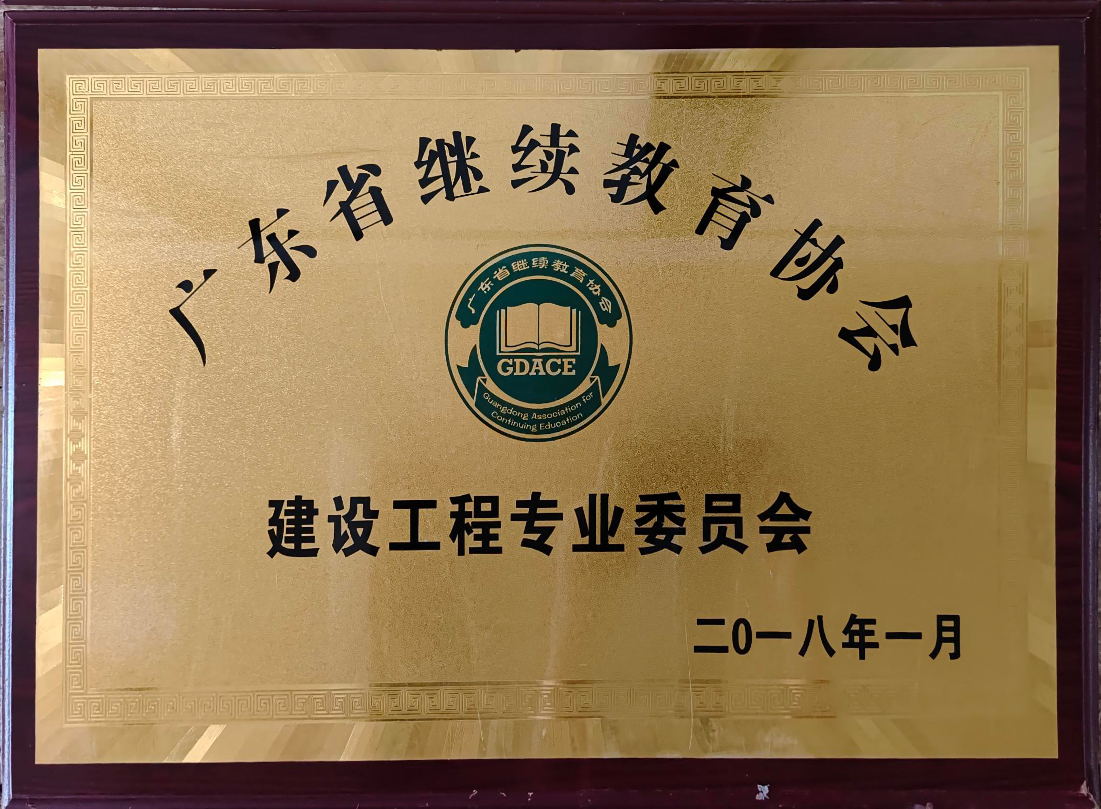 广东省继续教育协会
广东省继续教育协会
GDACE
Guangdong Association for
Continuing Education
建设工程专业委员会
二0一八年一月